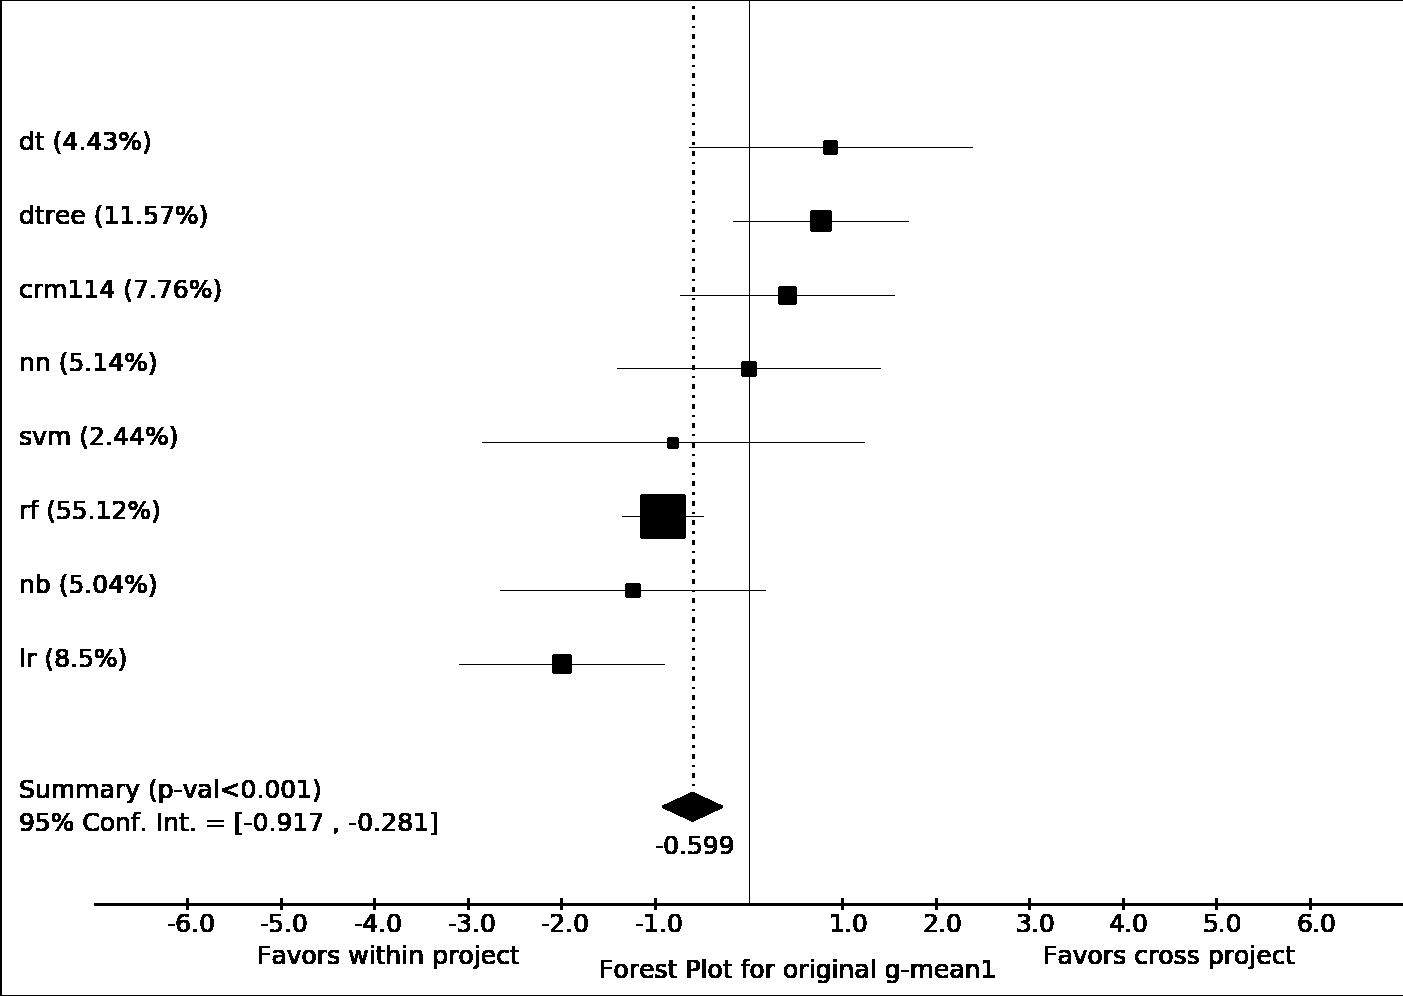 dt (4.43%)
dtree (11.57%)
crm114 (7.76%)
nn (5.14%)
svm (2.44%)
rf (55.12%)
nb (5.04%)
lr (8.5%)
Summary (p-val<0.001)
95% Conf. Int. = [-0.917 , -0.281]
-0.599
-6.0 -5.0 -4.0 -3.0 -2.0 -1.0 1.0 2.0 3.0 4.0 5.0 6.0
Favors within project Favors cross project
Forest Plot for original g-mean1